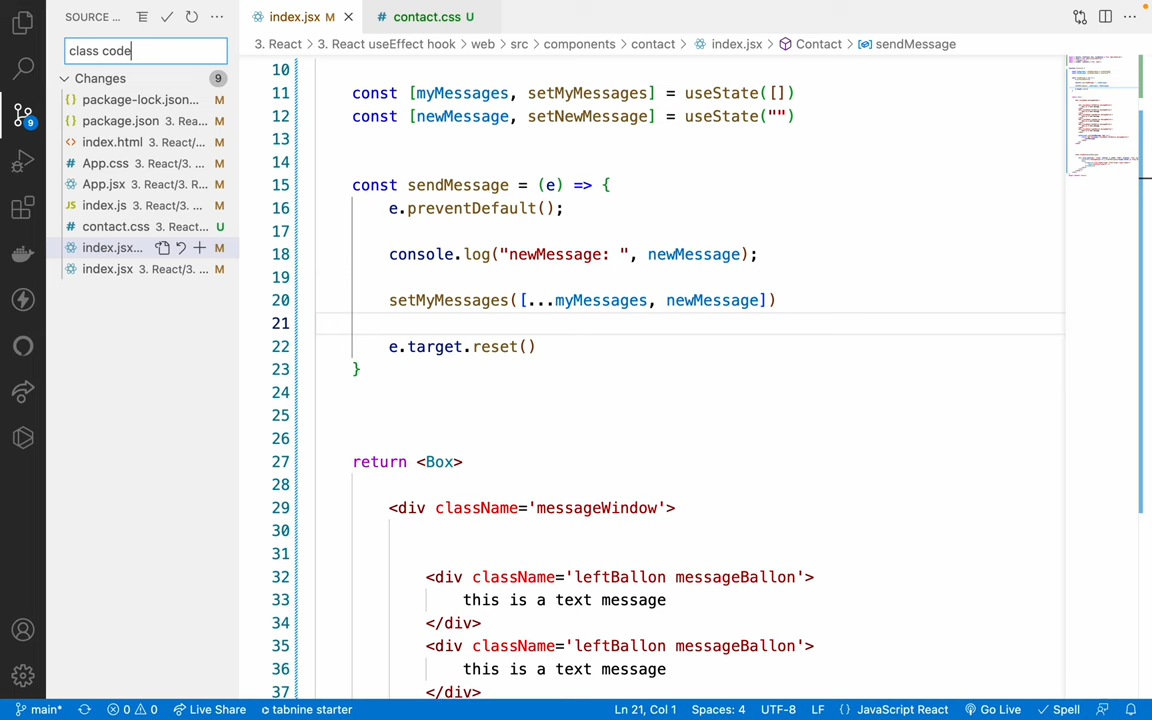 SOURCE ...
class code
Changes 9
{} package-lock.json... M
{} package.json 3. Rea... M
<> index.html 3. React/... M
# App.css 3. React/3. ... M
App.jsx 3. React/3. R... M
JS index.js 3. React/3. ... M
# contact.css 3. React... U
index.jsx... M
index.jsx 3. React/3. ... M
9
index.jsx M
# contact.css U
3. React > 3. React useEffect hook > web > src > components > contact > index.jsx > Contact > sendMessage
10
11 const [myMessages, setMyMessages] = useState([])
12 const [newMessage, setNewMessage] = useState("")
13
14
15 const sendMessage = (e) => {
16 e.preventDefault();
17
18 console.log("newMessage: ", newMessage);
19
20 setMyMessages([...myMessages, newMessage])
21
22 e.target.reset()
23 }
24
25
26
27 return <Box>
28
29 <div className='messageWindow'>
30
31
32 <div className='leftBallon messageBallon'>
33 this is a text message
34 </div>
35 <div className='leftBallon messageBallon'>
36 this is a text message
37 </div>
main* 0 0 Live Share tabnine starter Ln 21, Col 1 Spaces: 4 UTF-8 LF {} JavaScript React Go Live Spell